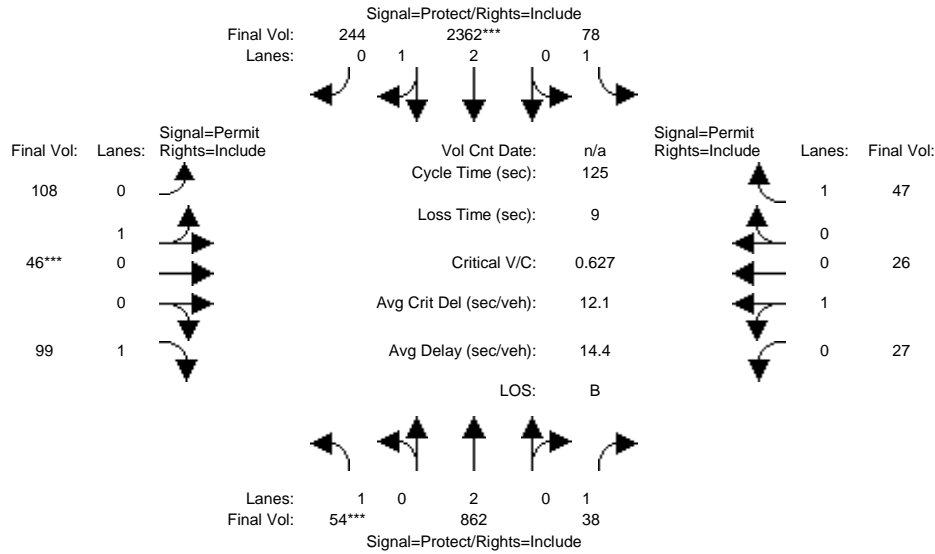 Signal=Protect/Rights=Include
Final Vol: 244 2362*** 78
Lanes: 0 1 2 0 1
Signal=Permit
Final Vol: Lanes: Rights=Include
Vol Cnt Date: n/a
Signal=Permit
Rights=Include Lanes: Final Vol:
Cycle Time (sec): 125
108 0
1 47
Loss Time (sec): 9
1
0
46*** 0
Critical V/C: 0.627
0 26
0
Avg Crit Del (sec/veh): 12.1
1
99 1
Avg Delay (sec/veh): 14.4
0 27
LOS: B
Lanes: 1 0 2 0 1
Final Vol: 54*** 862 38
Signal=Protect/Rights=Include